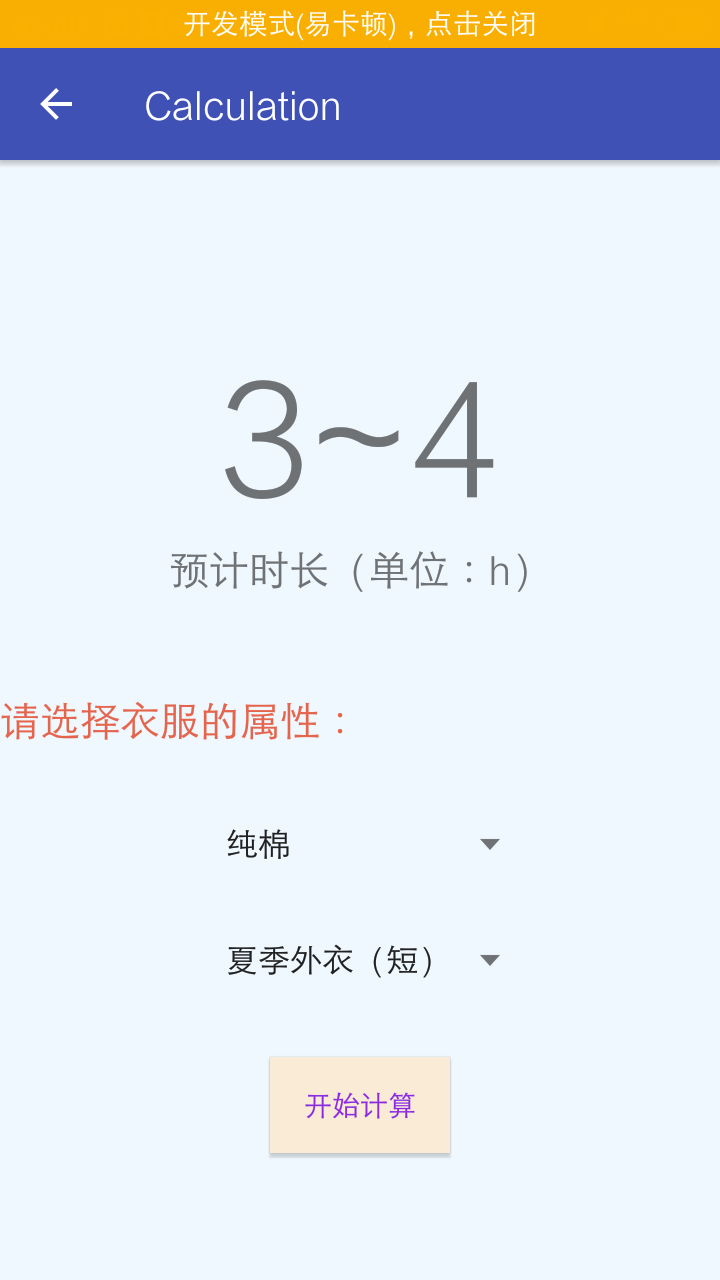 开发模式(易卡顿)，点击关闭
Calculation
3~4
预计时长（单位：h）
请选择衣服的属性：
纯棉
夏季外衣（短）
开始计算